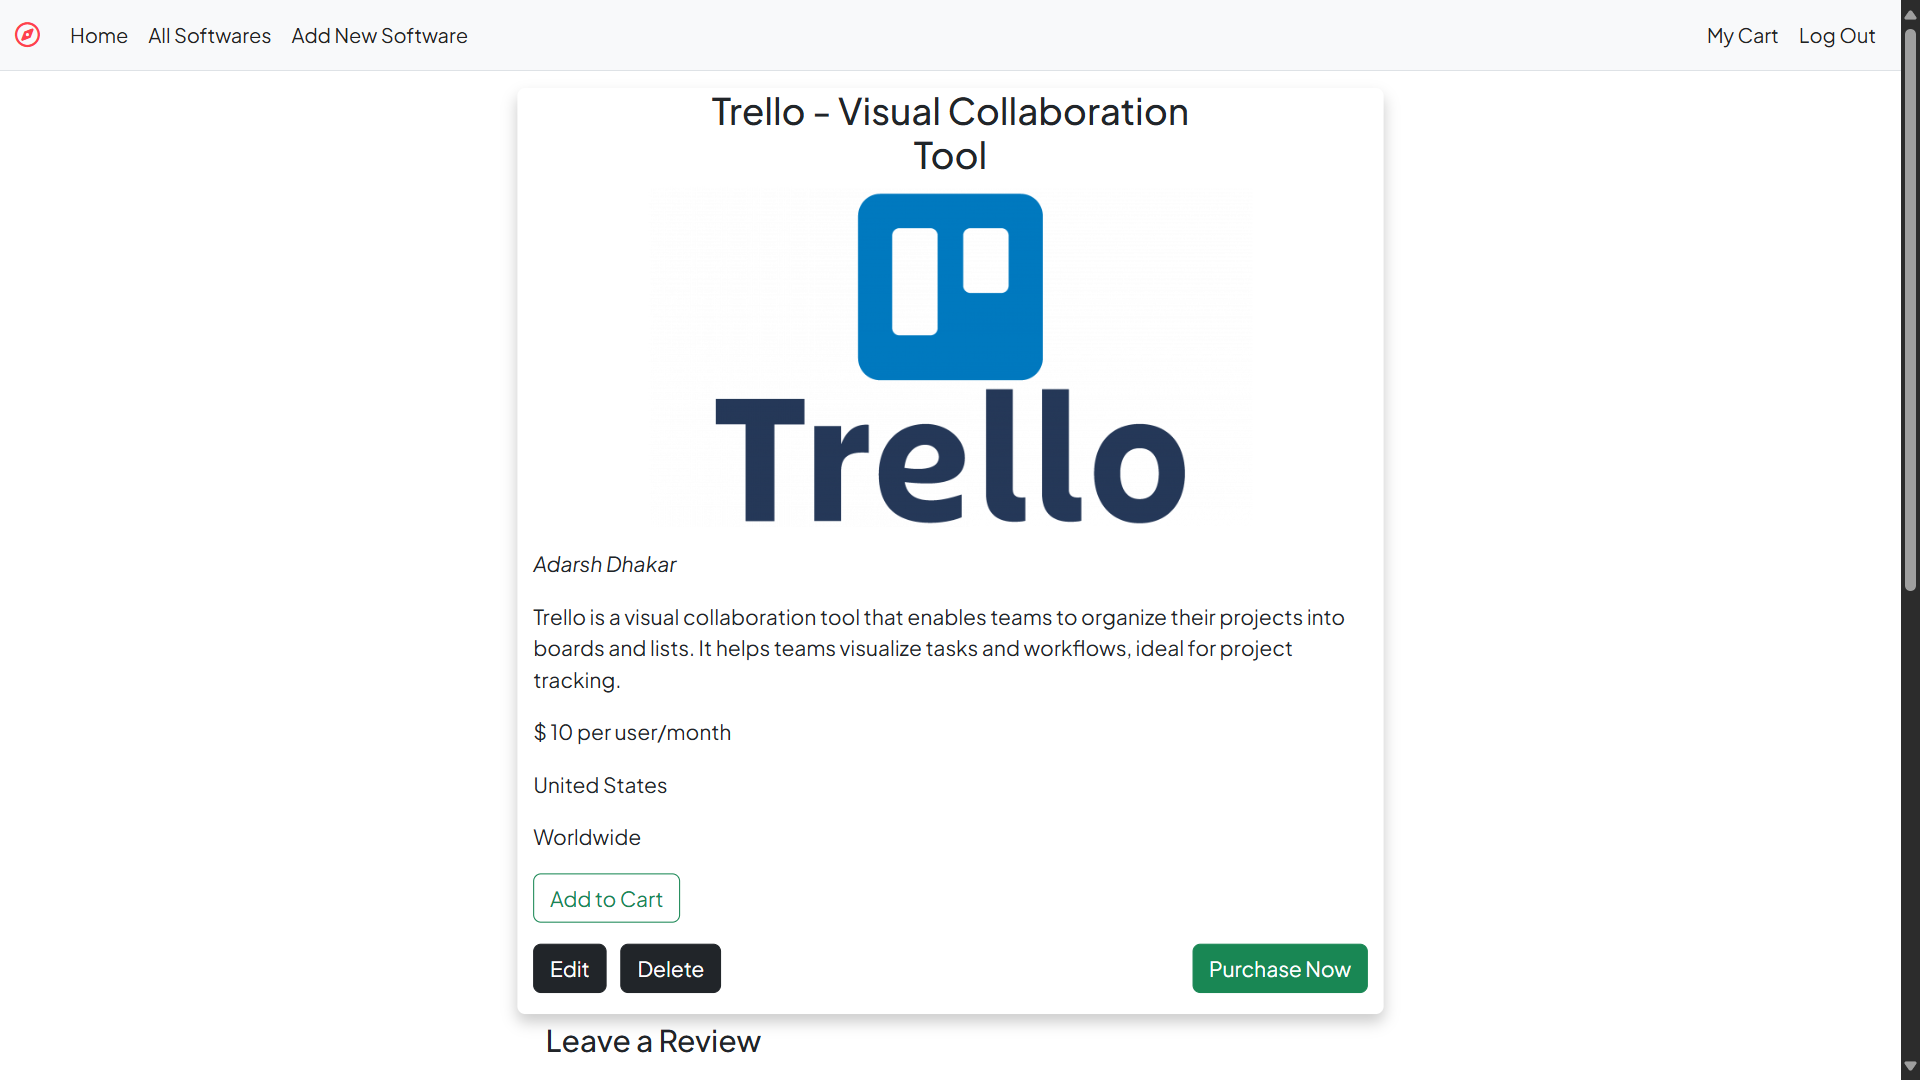 Home All Softwares Add New Software My Cart Log Out
Trello - Visual Collaboration
Tool
Trello
Adarsh Dhakar
Trello is a visual collaboration tool that enables teams to organize their projects into
boards and lists. It helps teams visualize tasks and workflows, ideal for project
tracking.
$ 10 per user/month
United States
Worldwide
Add to Cart
Edit Delete Purchase Now
Leave a Review